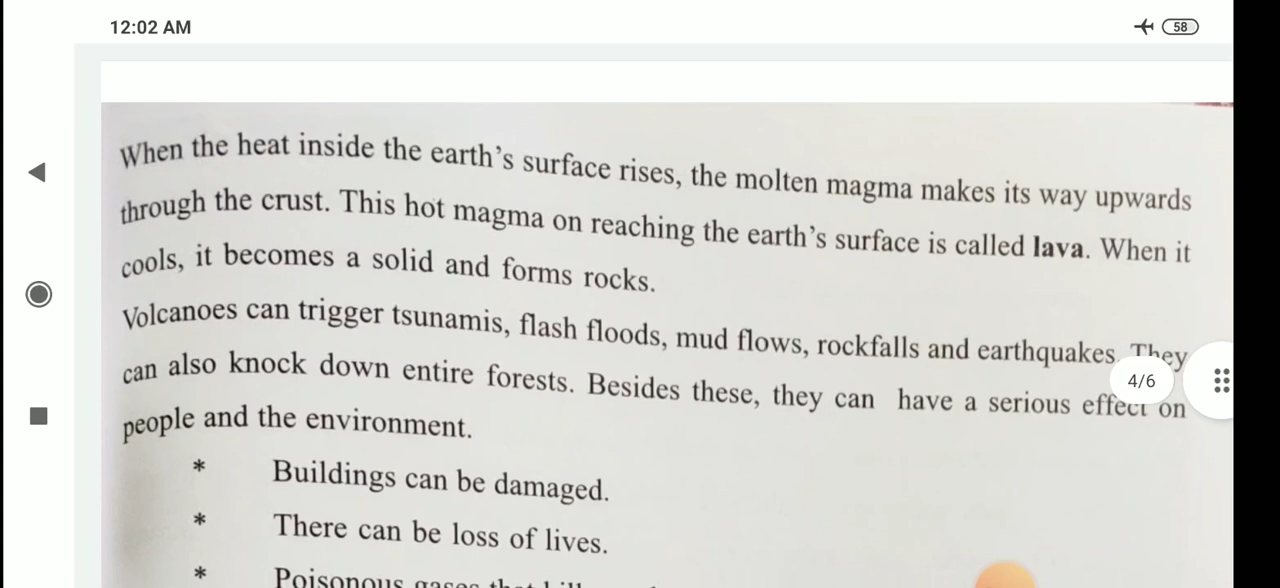 12:02 AM
58
When the heat inside the earth's surface rises, the molten magma makes its way upwards
through the crust. This hot magma on reaching the earth's surface is called lava. When it
cools, it becomes a solid and forms rocks.
Volcanoes can trigger tsunamis, flash floods, mud flows, rockfalls and earthquakes. They
can also knock down entire forests. Besides these, they can have a serious effect on
4/6
people and the environment.
* Buildings can be damaged.
* There can be loss of lives.
* Poisonous gases that kill